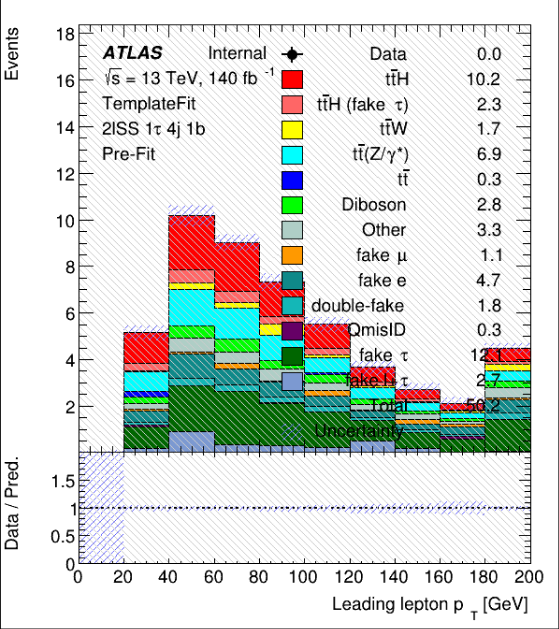 Events
18
16
14
12
10
8
6
4
2
ATLAS Internal
√s = 13 TeV, 140 fb⁻¹
TemplateFit
2lSS 1τ 4j 1b
Pre-Fit
Data 0.0
tt̄H 10.2
tt̄H (fake τ) 2.3
tt̄W 1.7
tt̄(Z/γ*) 6.9
tt̄ 0.3
Diboson 2.8
Other 3.3
fake μ 1.1
fake e 4.7
double-fake 1.8
QmisID 0.3
fake τ 12.1
τ 2.7
Total 50.2
Uncertainty
Data / Pred.
1.5
1
0.5
0
0 20 40 60 80 100 120 140 160 180 200
Leading lepton p_T [GeV]